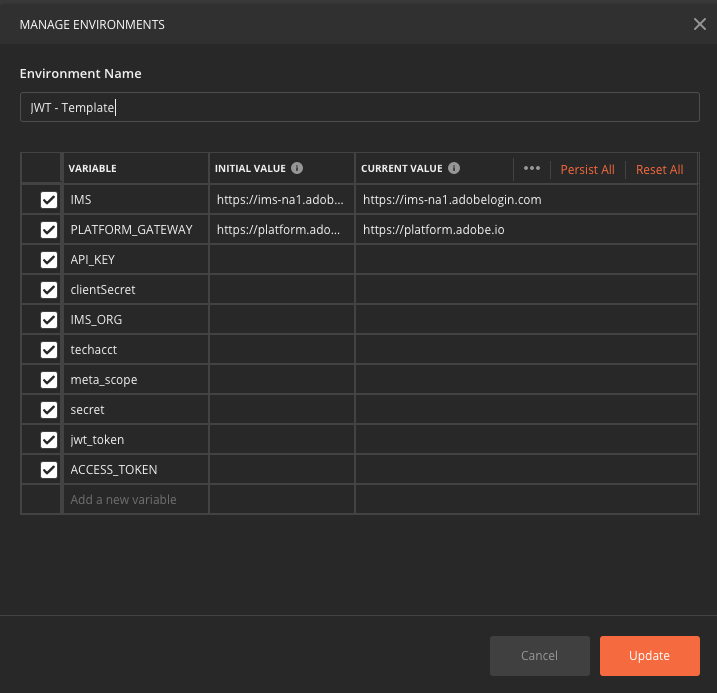 MANAGE ENVIRONMENTS
Environment Name
JWT - Template
VARIABLE INITIAL VALUE CURRENT VALUE ••• Persist All Reset All
IMS https://ims-na1.adob... https://ims-na1.adobelogin.com
PLATFORM_GATEWAY https://platform.ado... https://platform.adobe.io
API_KEY
clientSecret
IMS_ORG
techacct
meta_scope
secret
jwt_token
ACCESS_TOKEN
Add a new variable
Cancel Update